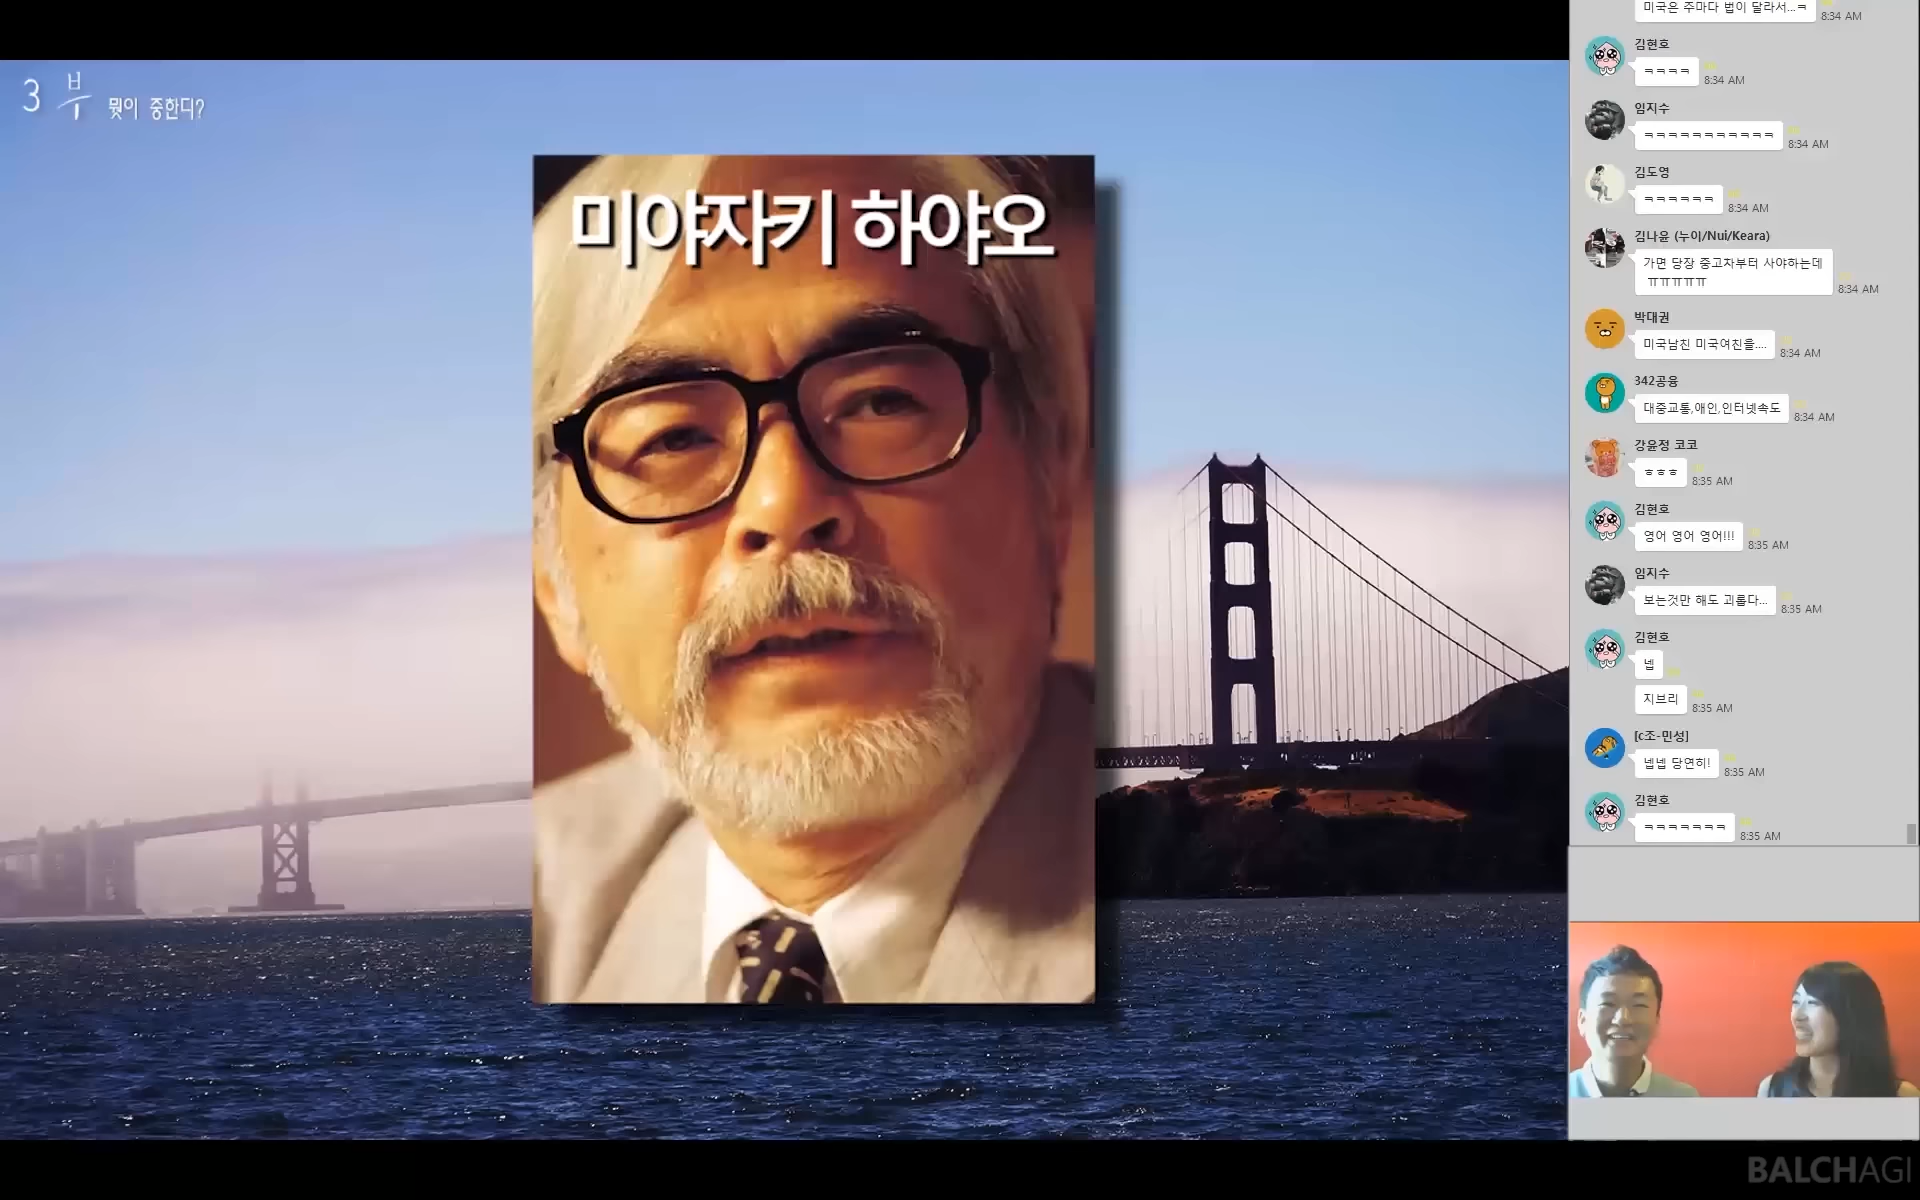 3 부 뭣이 중한디?
미야자키 하야오
미국은 주마다 법이 달라서...ㅋ
8:34 AM
김현호
ㅋㅋㅋㅋ
8:34 AM
임지수
ㅋㅋㅋㅋㅋㅋㅋㅋㅋㅋㅋ
8:34 AM
김도영
ㅋㅋㅋㅋㅋㅋ
8:34 AM
김나윤 (누이/Nui/Keara)
가면 당장 중고차부터 사야하는데
ㅠㅠㅠㅠㅠ
8:34 AM
박대권
미국남친 미국여친을....
8:34 AM
342공융
대중교통,애인,인터넷속도
8:34 AM
강윤정 코코
ㅎㅎㅎ
8:35 AM
김현호
영어 영어 영어!!!
8:35 AM
임지수
보는것만 해도 괴롭다...
8:35 AM
김현호
넵
지브리
8:35 AM
[c조-민성]
넵넵 당연히!
8:35 AM
김현호
ㅋㅋㅋㅋㅋㅋㅋ
8:35 AM
BALCHAGI